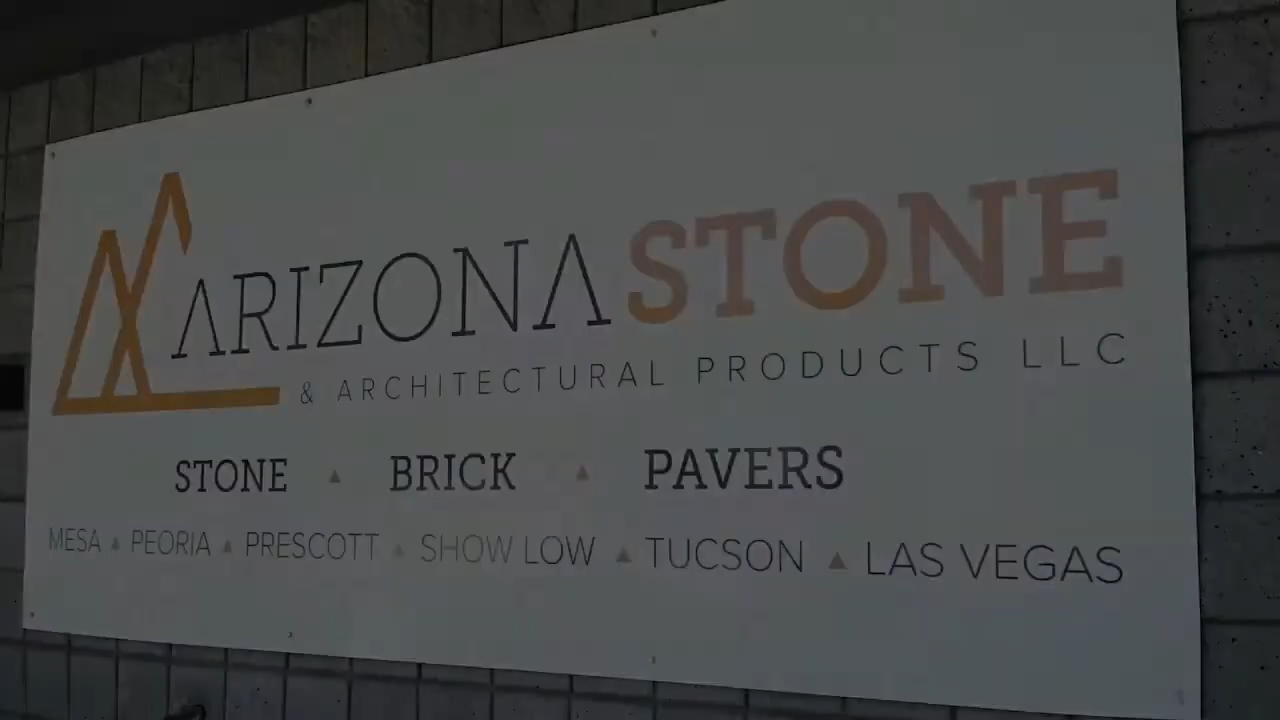 ARIZONA STONE
& ARCHITECTURAL PRODUCTS LLC
STONE ▲ BRICK ▲ PAVERS
MESA ▲ PEORIA ▲ PRESCOTT ▲ SHOW LOW ▲ TUCSON ▲ LAS VEGAS